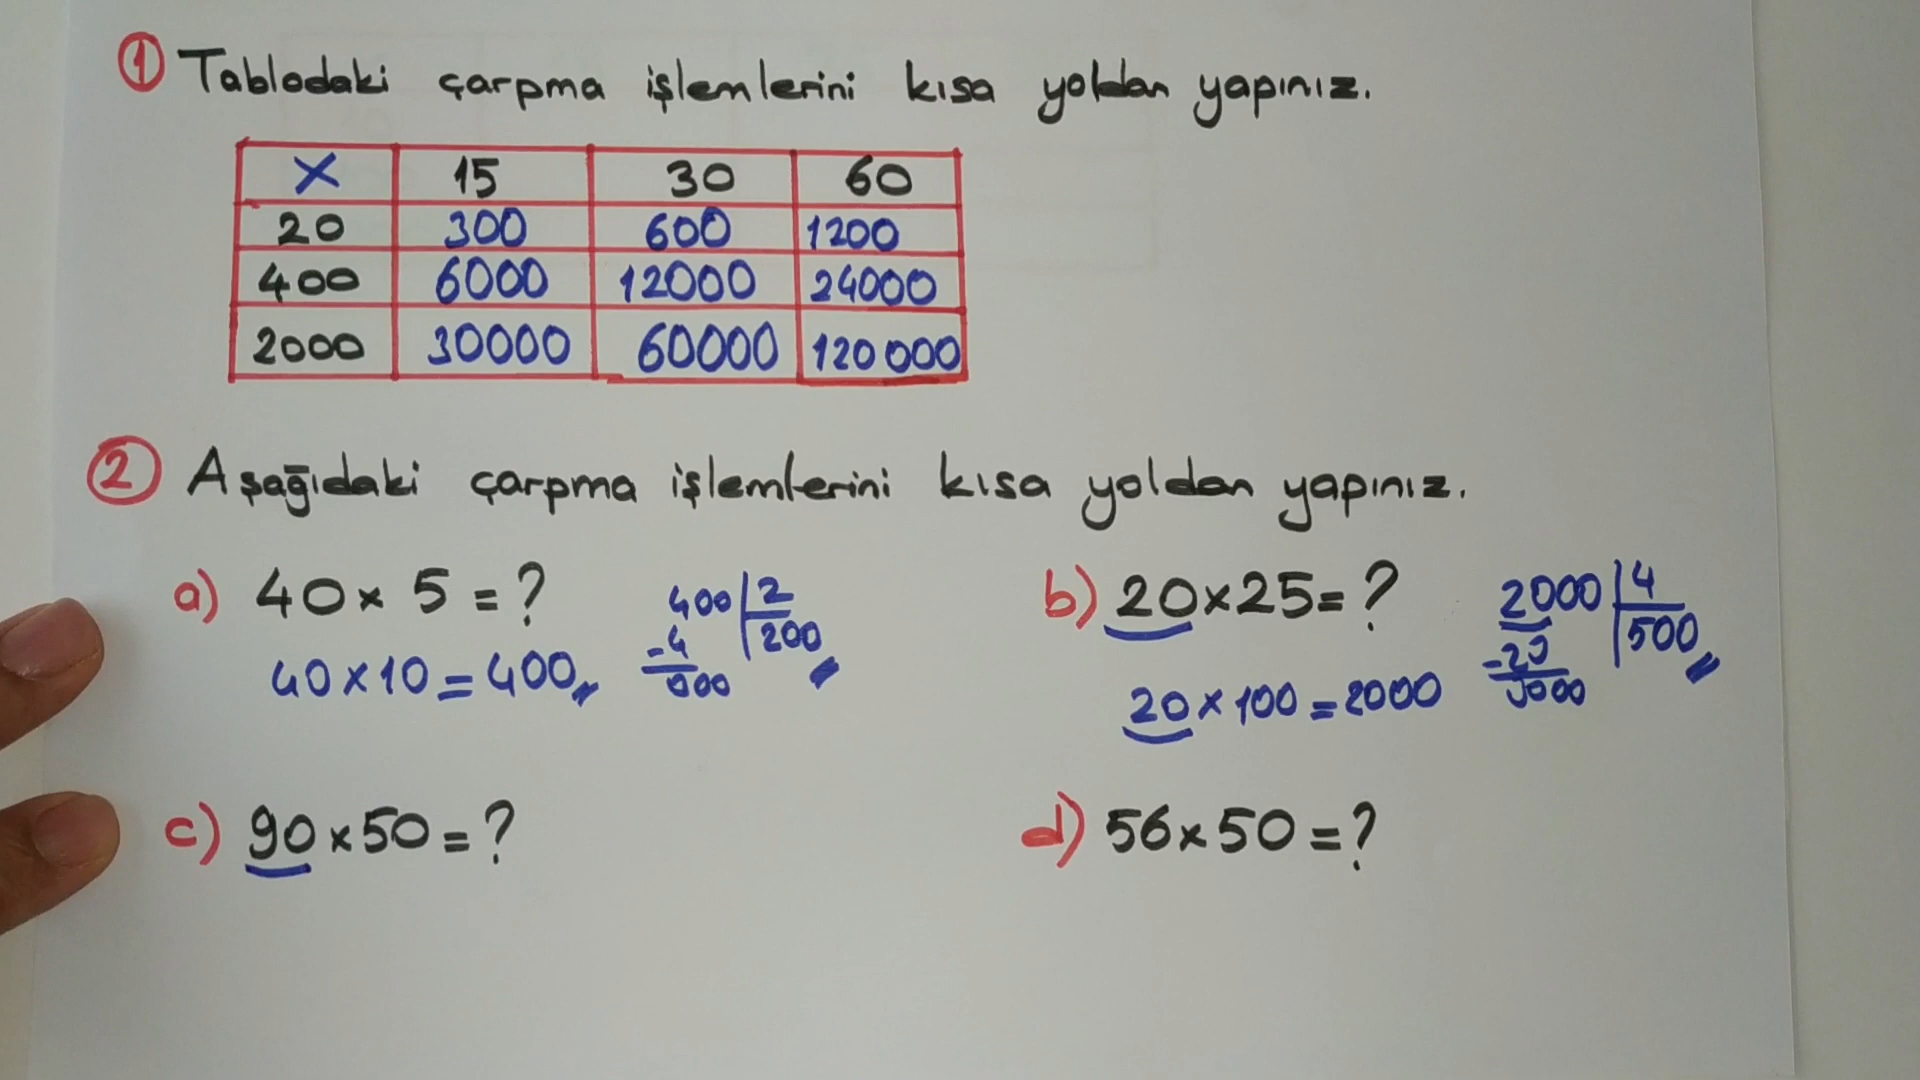 1 Tablodaki çarpma işlemlerini kısa yoldan yapınız.
X 15 30 60
20 300 600 1200
400 6000 12000 24000
2000 30000 60000 120 000
2 Aşağıdaki çarpma işlemlerini kısa yoldan yapınız.
a) 40 x 5 = ?
40 x 10 = 400
400 | 2
-4 200
000
b) 20 x 25 = ?
20 x 100 = 2000
2000 | 4
-20 500
0000
c) 90 x 50 = ?
d) 56 x 50 = ?